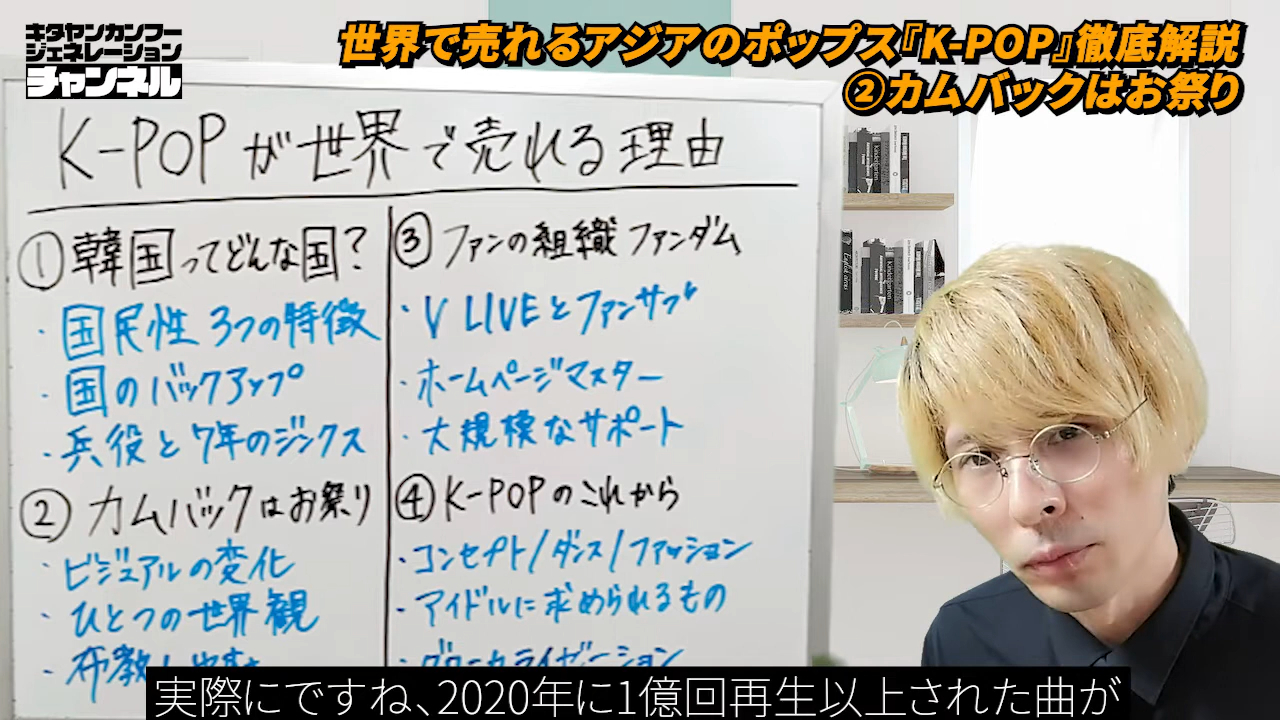 キタヤンカンフー
ジェネレーション
チャンネル
世界で売れるアジアのポップス『K-POP』徹底解説
②カムバックはお祭り
K-POPが世界で売れる理由
①韓国ってどんな国?
・国民性 3つの特徴
・国のバックアップ
・兵役と7年のジンクス
②カムバックはお祭り
・ビジュアルの変化
・ひとつの世界観
③ファンの組織 ファンダム
・V LIVEとファンサブ
・ホームページマスター
・大規模なサポート
④K-POPのこれから
・コンセプト/ダンス/ファッション
・アイドルに求められるもの
・グローカライゼーション
実際にですね、2020年に1億回再生以上された曲が